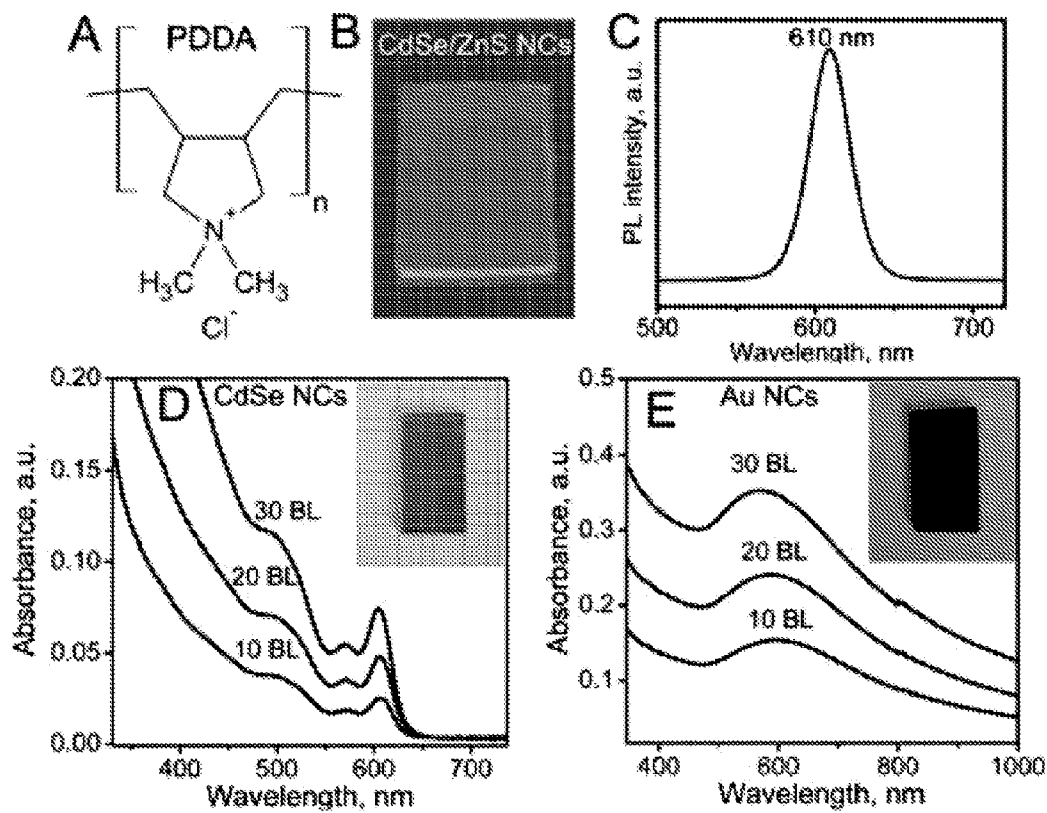 A
PDDA
n
N+
H3C
CH3
Cl-
B
CdSe/ZnS NCs
C
610 nm
PL intensity, a.u.
500
600
700
Wavelength, nm
D
CdSe NCs
0.20
0.15
0.10
0.05
0.00
Absorbance, a.u.
30 BL
20 BL
10 BL
400
500
600
700
Wavelength, nm
E
Au NCs
0.5
0.4
0.3
0.2
0.1
Absorbance, a.u.
30 BL
20 BL
10 BL
400
600
800
1000
Wavelength, nm